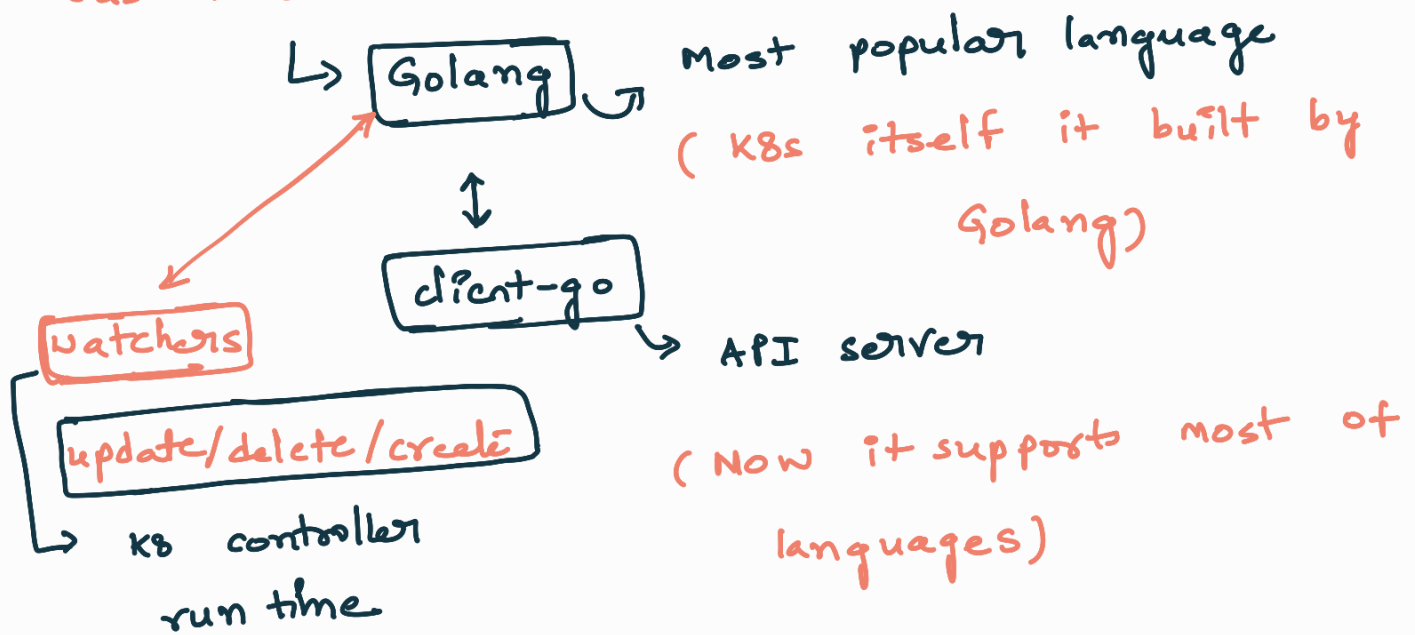 Golang
Most popular language
( K8s itself it built by
Golang)
client-go
watchers
API server
update/delete/create
( Now it supports most of
languages)
K8 controller
run time